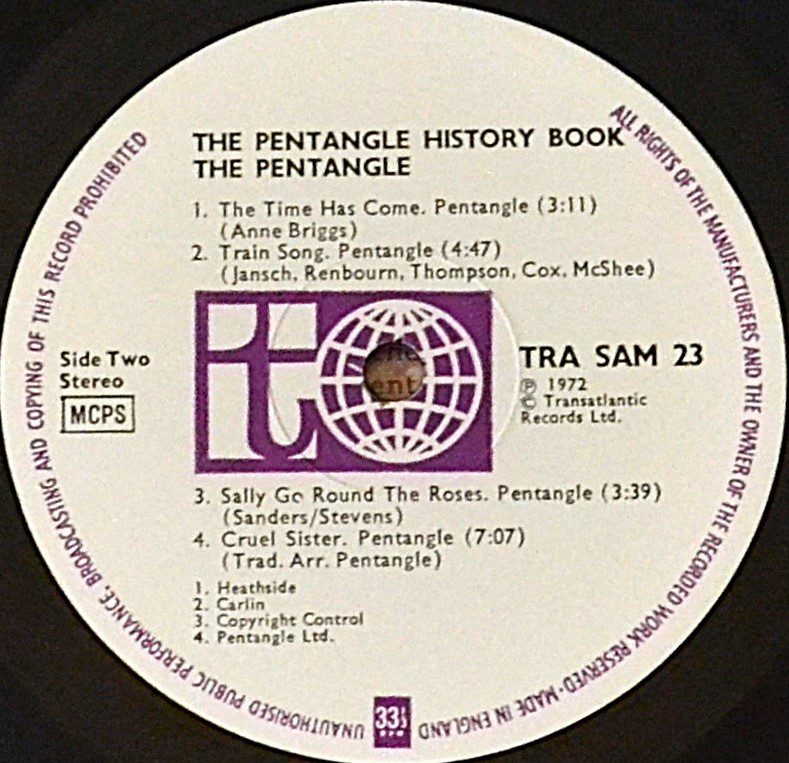 THE PENTANGLE HISTORY BOOK
THE PENTANGLE
1. The Time Has Come. Pentangle (3:11)
(Anne Briggs)
2. Train Song. Pentangle (4:47)
(Jansch, Renbourn, Thompson, Cox, McShee)
Side Two
Stereo
MCPS
it
TRA SAM 23
Ⓟ 1972
© Transatlantic
Records Ltd.
3. Sally Go Round The Roses. Pentangle (3:39)
(Sanders/Stevens)
4. Cruel Sister. Pentangle (7:07)
(Trad. Arr. Pentangle)
1. Heathside
2. Carlin
3. Copyright Control
4. Pentangle Ltd.
ALL RIGHTS OF THE MANUFACTURERS AND THE OWNER OF THE RECORDED WORK RESERVED · MADE IN ENGLAND
33⅓ RPM
UNAUTHORISED PUBLIC PERFORMANCE, BROADCASTING AND COPYING OF THIS RECORD PROHIBITED